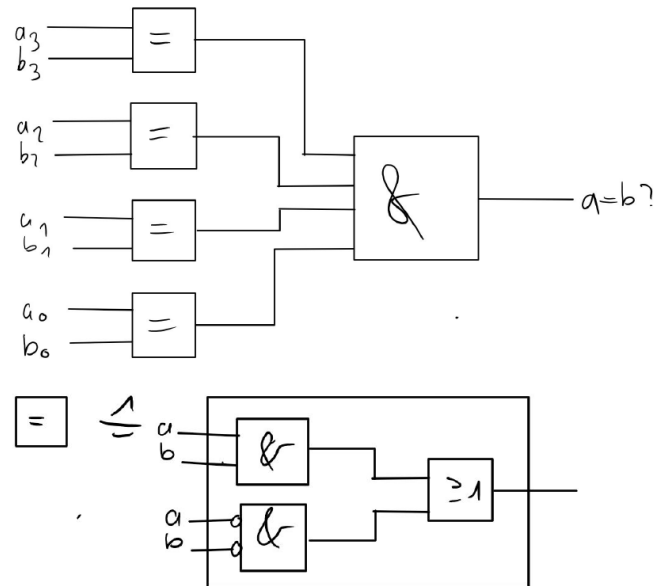 a₃
b₃
=
a₂
b₂
=
&
a=b?
a₁
b₁
=
a₀
b₀
=
= ≙
a
b
&
≥1
a
b
&